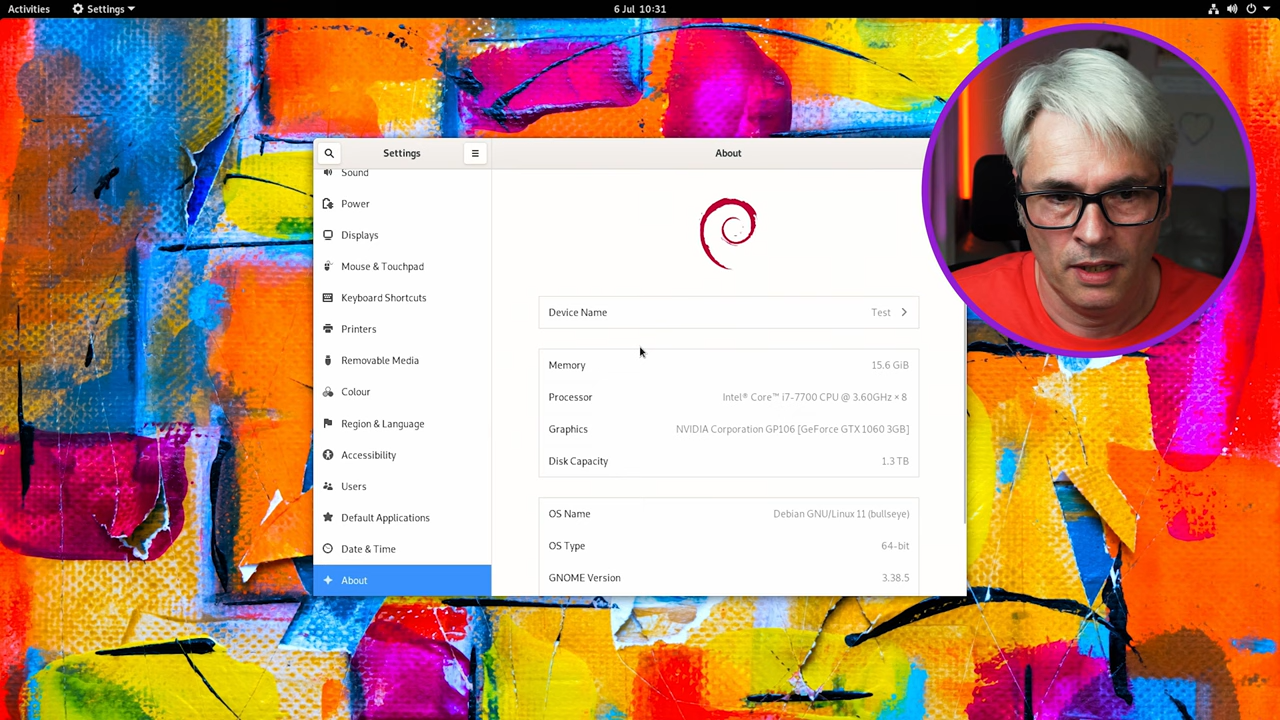 Activities
Settings
6 Jul 10:31
Settings
About
Sound
Power
Displays
Mouse & Touchpad
Keyboard Shortcuts
Printers
Removable Media
Colour
Region & Language
Accessibility
Users
Default Applications
Date & Time
About
Device Name Test
Memory 15.6 GiB
Processor Intel® Core™ i7-7700 CPU @ 3.60GHz × 8
Graphics NVIDIA Corporation GP106 [GeForce GTX 1060 3GB]
Disk Capacity 1.3 TB
OS Name Debian GNU/Linux 11 (bullseye)
OS Type 64-bit
GNOME Version 3.38.5